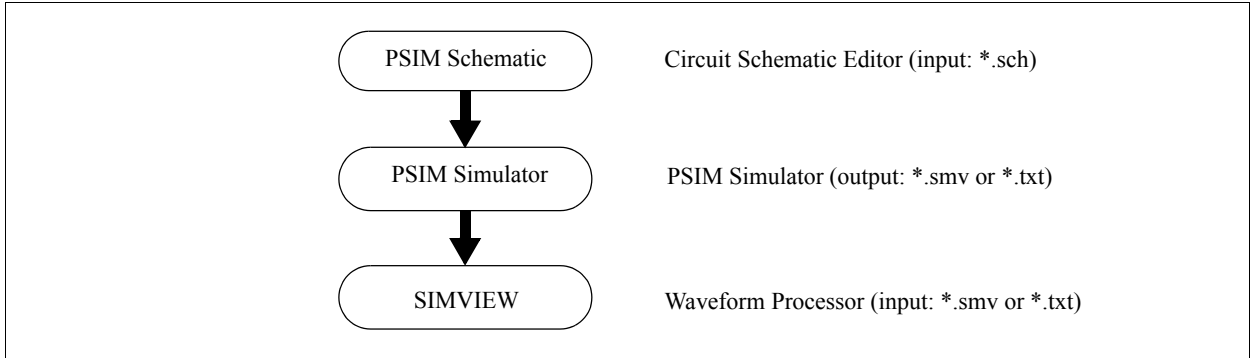 PSIM Schematic
Circuit Schematic Editor (input: *.sch)
PSIM Simulator
PSIM Simulator (output: *.smv or *.txt)
SIMVIEW
Waveform Processor (input: *.smv or *.txt)